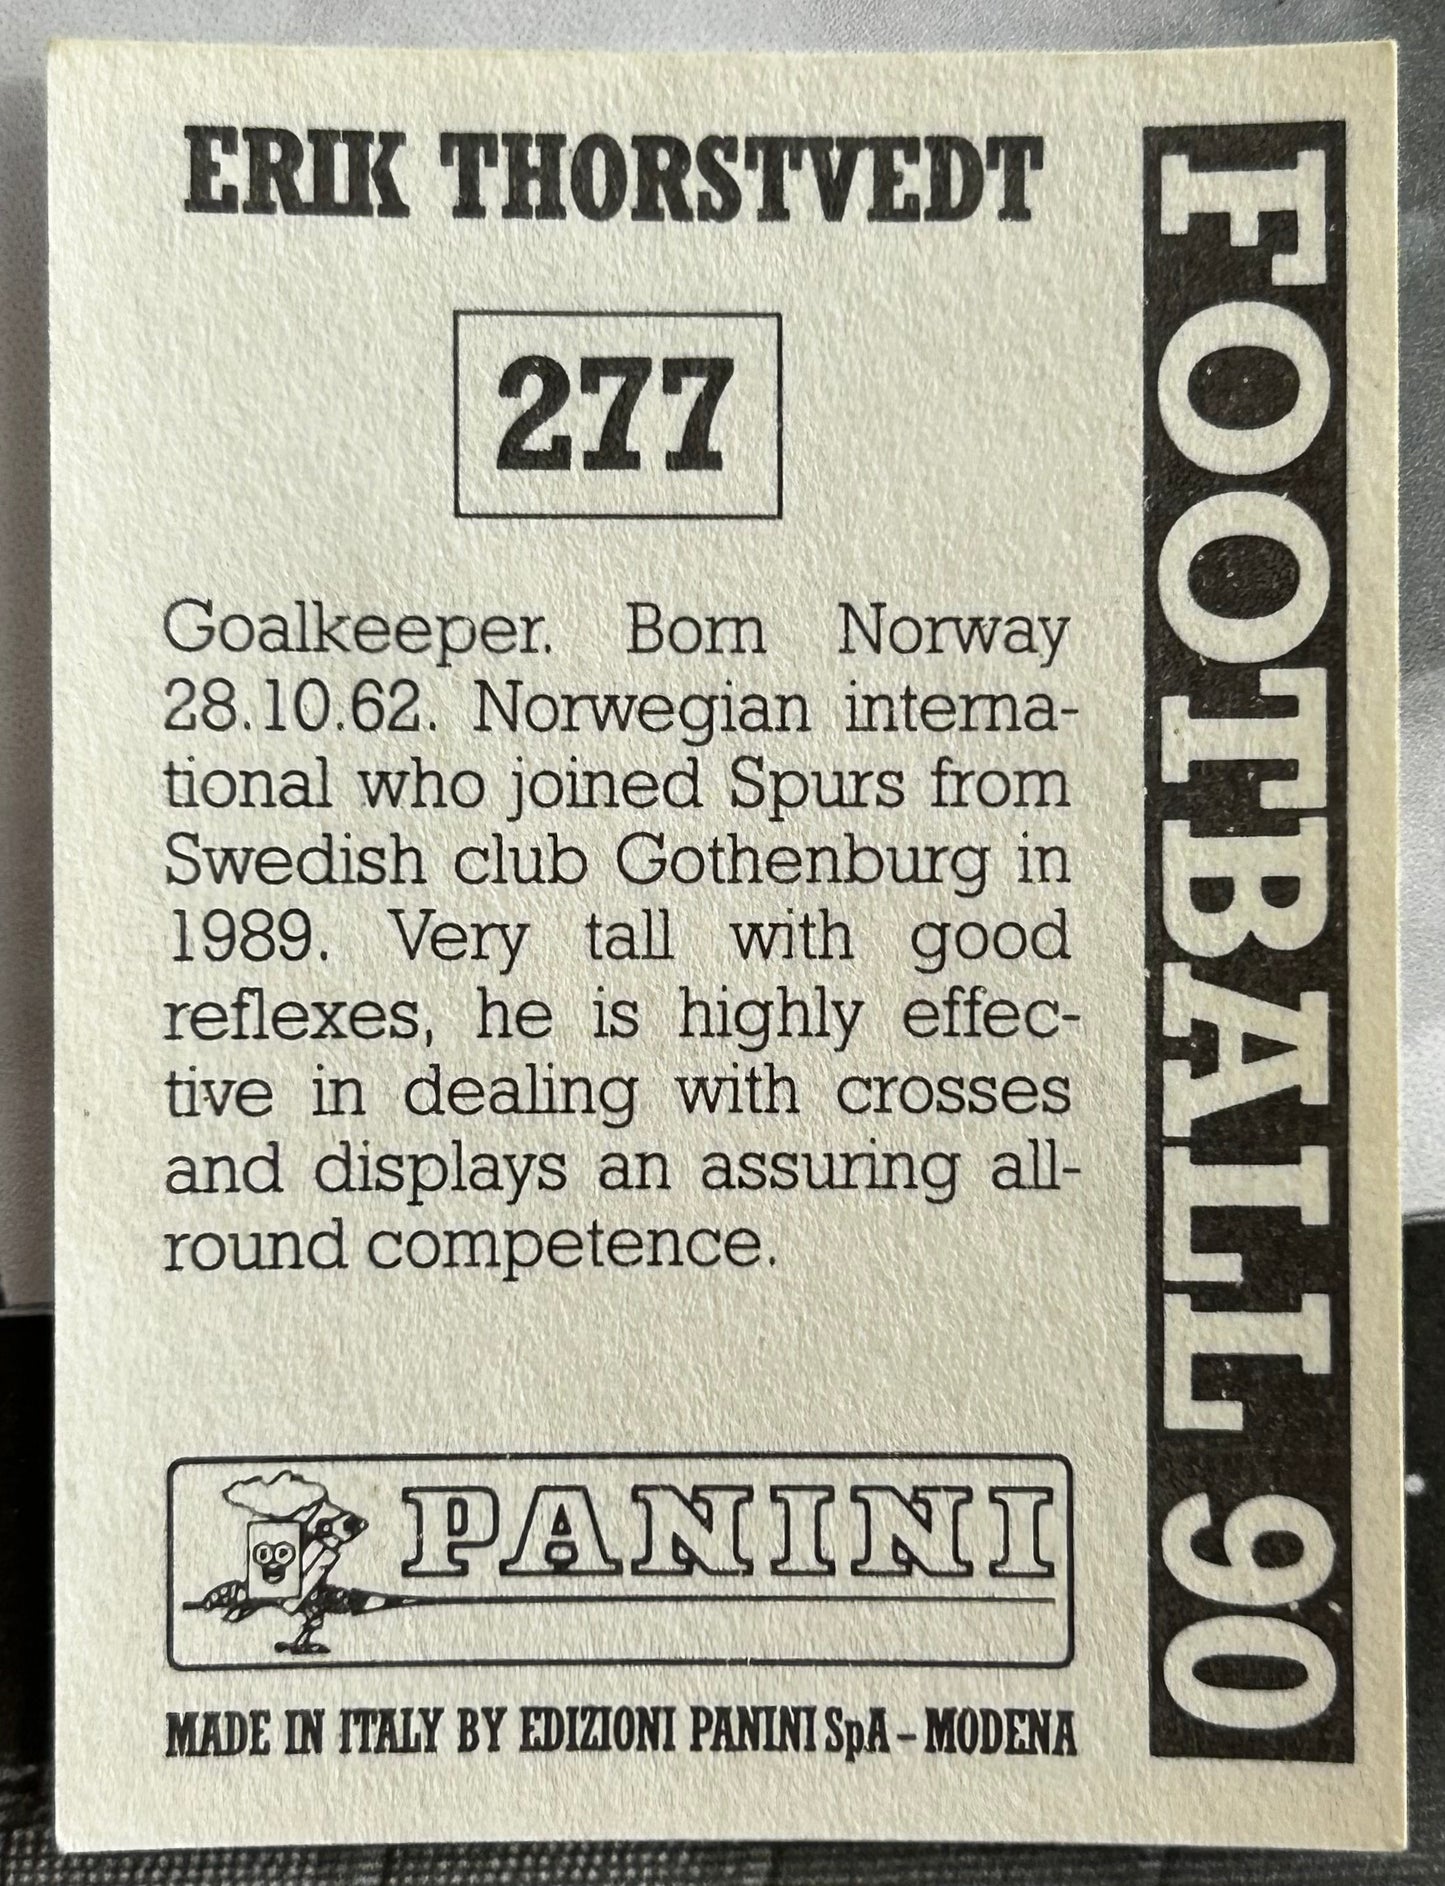 ERIK THORSTVEDT
277
Goalkeeper. Born Norway
28.10.62. Norwegian interna-
tional who joined Spurs from
Swedish club Gothenburg in
1989. Very tall with good
reflexes, he is highly effec-
tive in dealing with crosses
and displays an assuring all-
round competence.
PANINI
MADE IN ITALY BY EDIZIONI PANINI SpA – MODENA
FOOTBALL 90